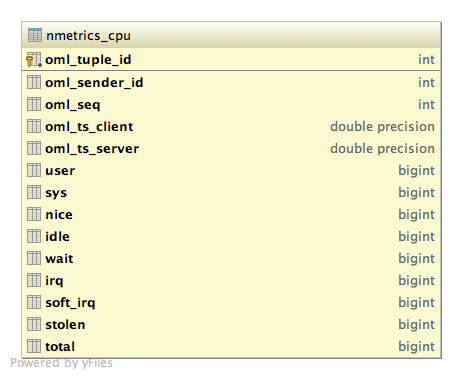 nmetrics_cpu
oml_tuple_id int
oml_sender_id int
oml_seq int
oml_ts_client double precision
oml_ts_server double precision
user bigint
sys bigint
nice bigint
idle bigint
wait bigint
irq bigint
soft_irq bigint
stolen bigint
total bigint
Powered by yFiles